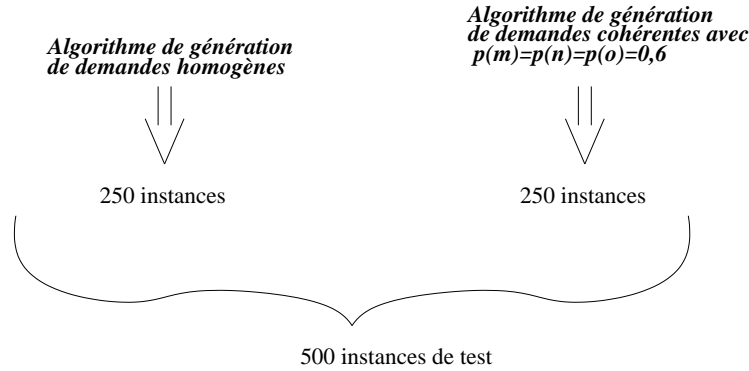 Algorithme de génération
de demandes homogènes
Algorithme de génération
de demandes cohérentes avec
p(m)=p(n)=p(o)=0,6
250 instances
250 instances
500 instances de test